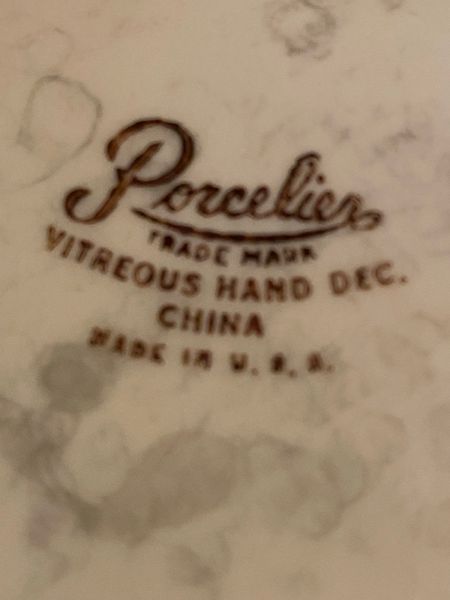 Porcelier
TRADE MARK
VITREOUS HAND DEC.
CHINA
MADE IN U.S.A.